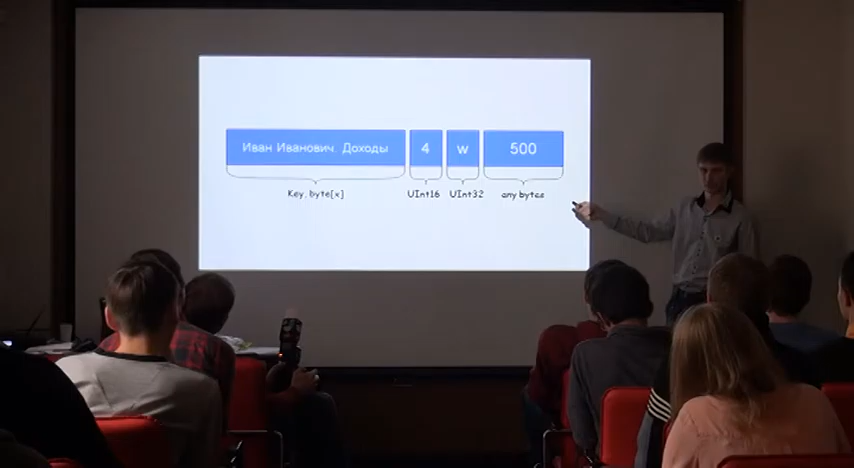 Иван Иванович. Доходы 4 w 500
Key, byte[x] UInt16 UInt32 any bytes